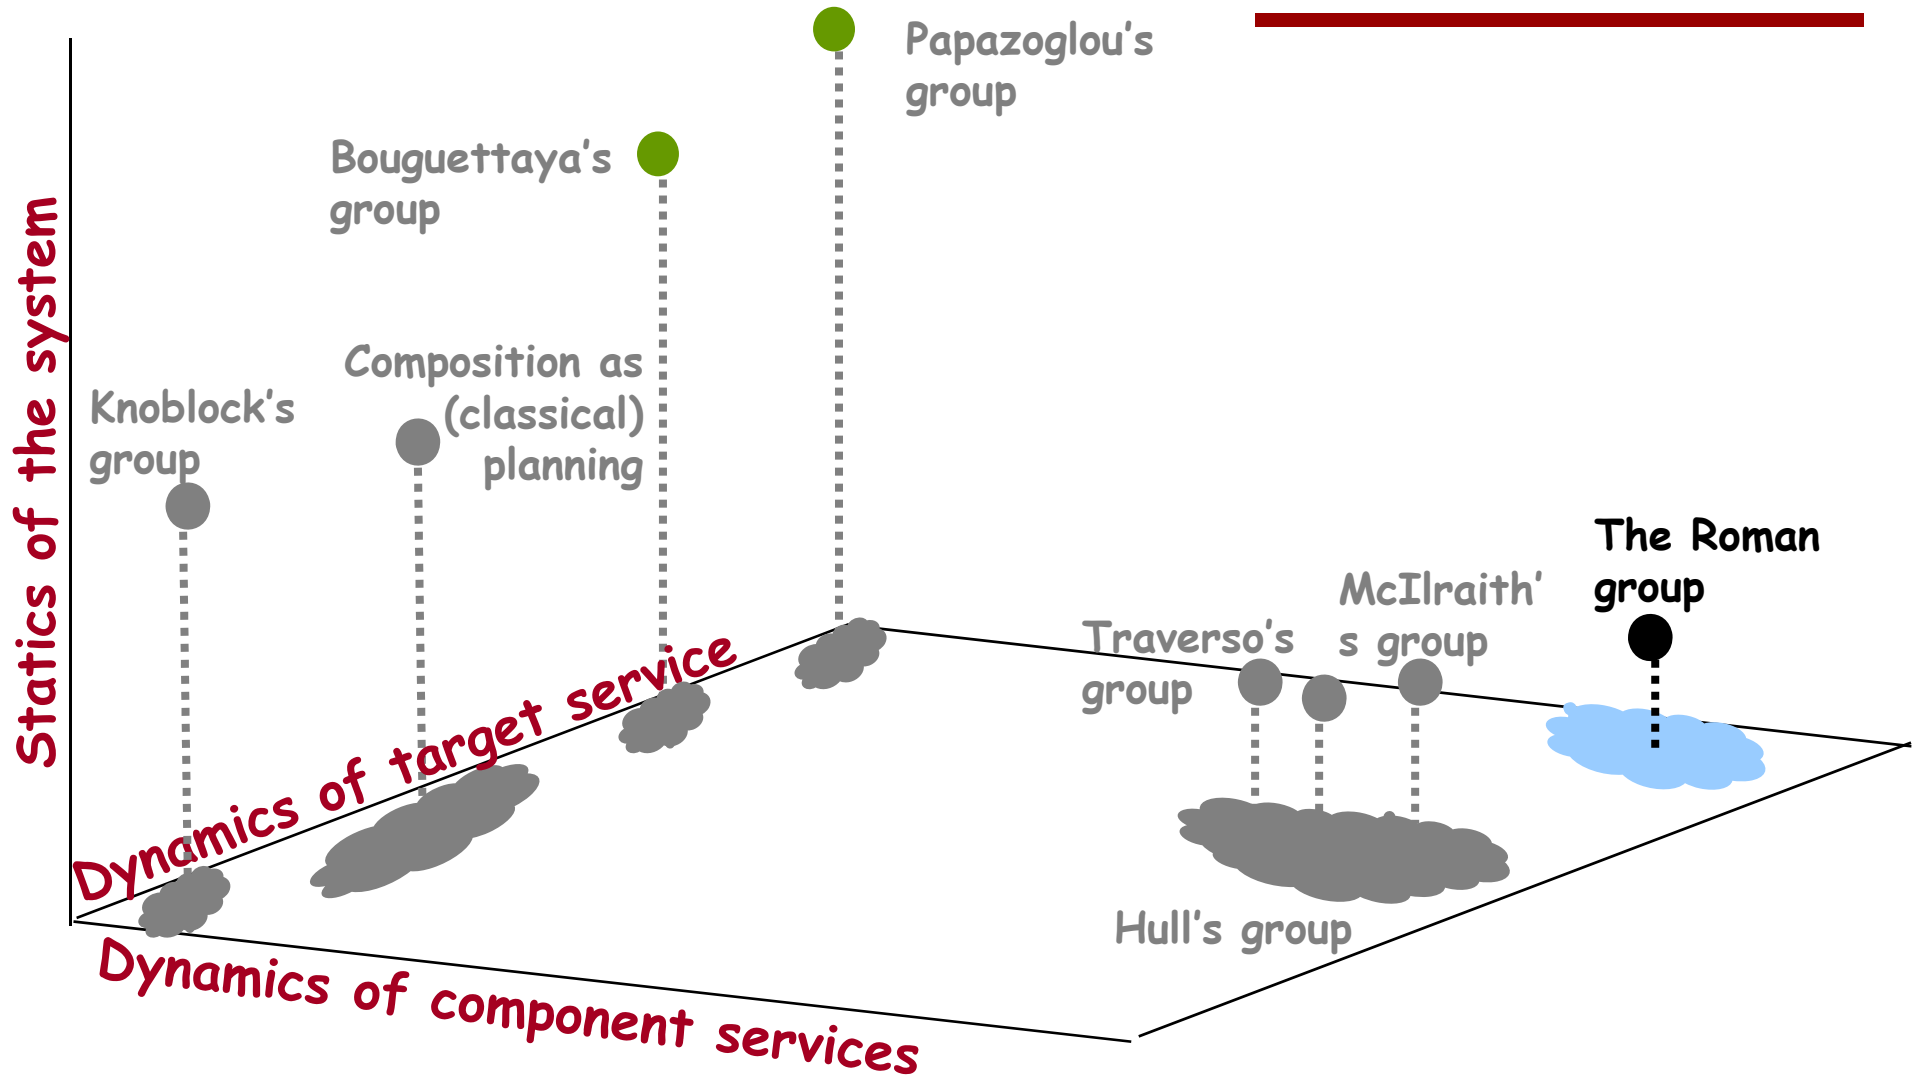 Papazoglou's
group
Bouguettaya's
group
Composition as
(classical)
planning
Knoblock's
group
The Roman
group
McIlraith'
s group
Traverso's
group
Hull's group
Statics of the system
Dynamics of target service
Dynamics of component services